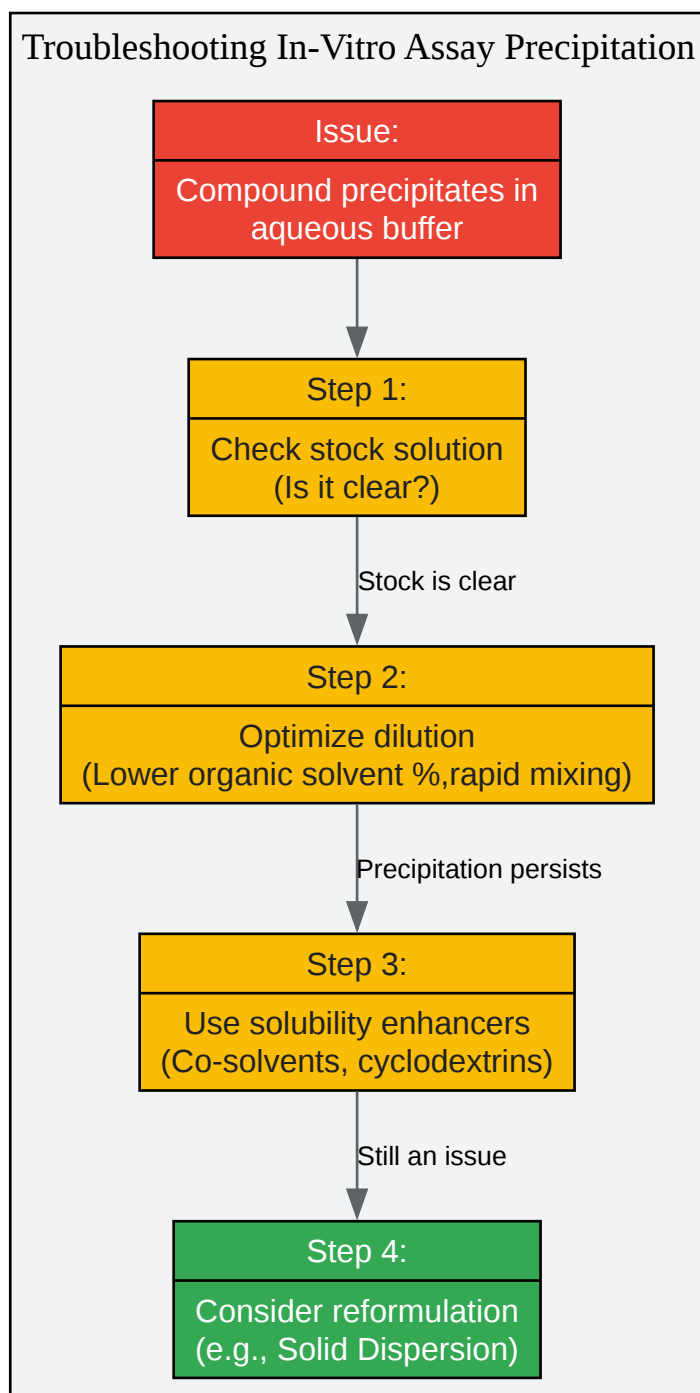 Troubleshooting In-Vitro Assay Precipitation
Issue:
Compound precipitates in
aqueous buffer
Step 1:
Check stock solution
(Is it clear?)
Stock is clear
Step 2:
Optimize dilution
(Lower organic solvent %,rapid mixing)
Precipitation persists
Step 3:
Use solubility enhancers
(Co-solvents, cyclodextrins)
Still an issue
Step 4:
Consider reformulation
(e.g., Solid Dispersion)